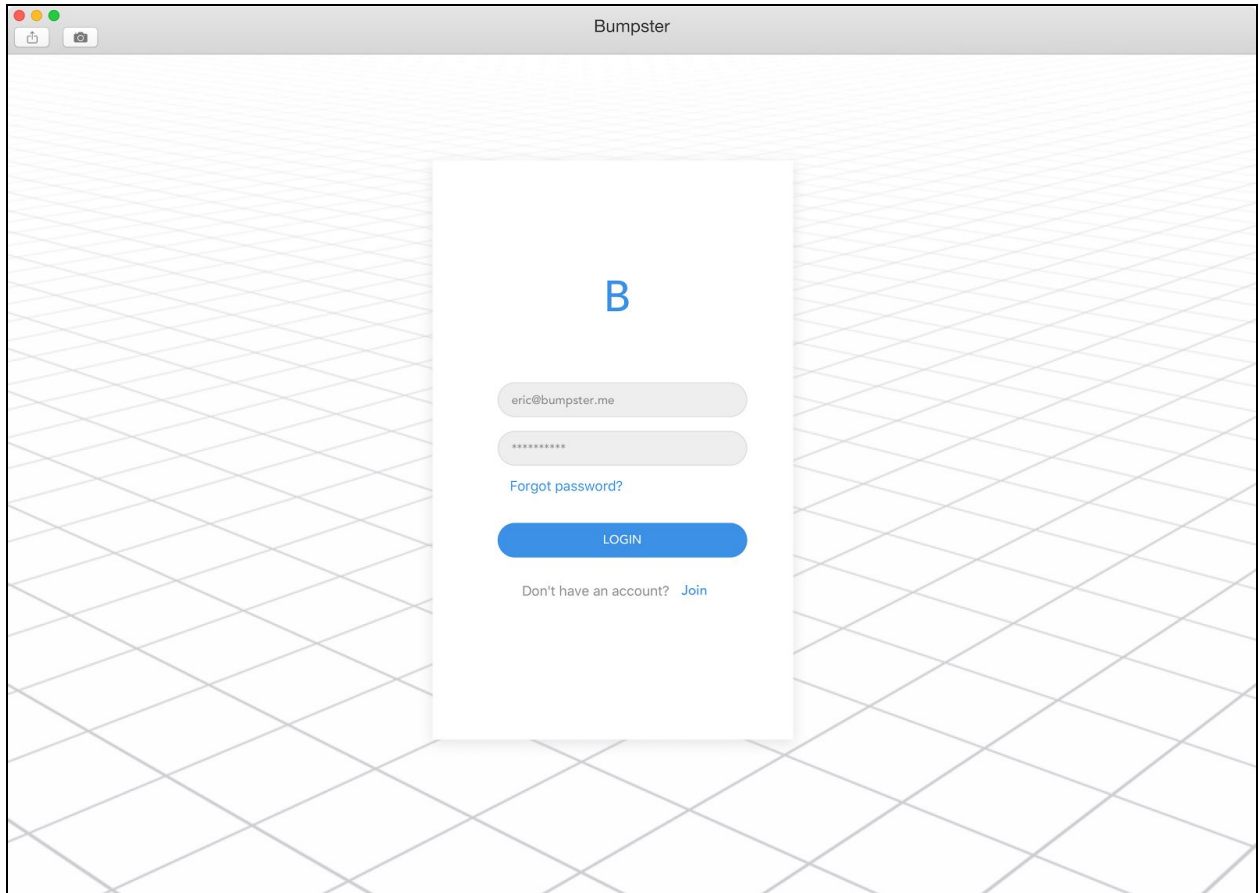 Bumpster
B
eric@bumpster.me
**********
Forgot password?
LOGIN
Don't have an account? Join